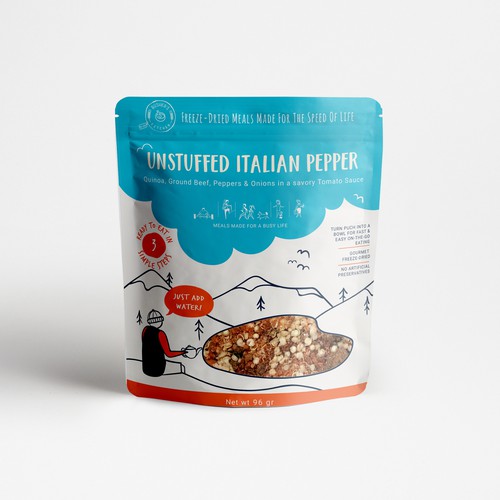 FREEZE-DRIED MEALS MADE FOR THE SPEED OF LIFE
UNSTUFFED ITALIAN PEPPER
Quinoa, Ground Beef, Peppers & Onions in a savory Tomato Sauce
MEALS MADE FOR A BUSY LIFE
READY TO EAT IN
3
SIMPLE STEPS
TURN PUCH INTO A
BOWL FOR FAST &
EASY ON-THE-GO
EATING
GOURMET
FREEZE-DRIED
NO ARTIFICIAL
PRESERVATIVES
JUST ADD
WATER!
Net.wt 96 gr